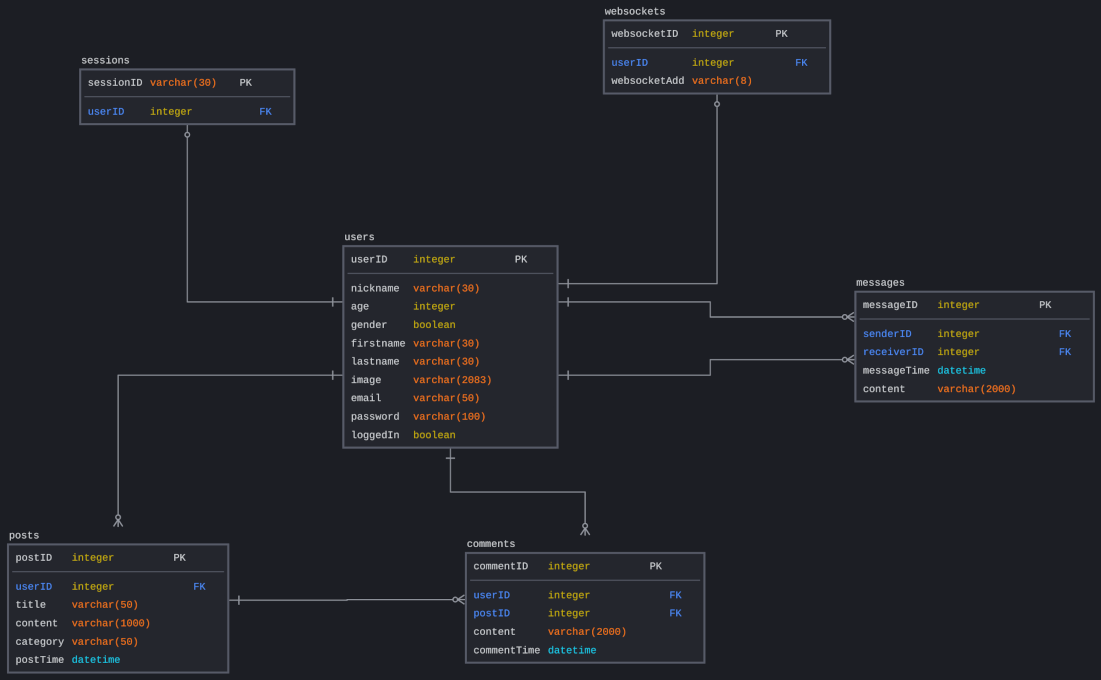 websockets
websocketID integer PK
userID integer FK
websocketAdd varchar(8)
sessions
sessionID varchar(30) PK
userID integer FK
users
userID integer PK
nickname varchar(30)
age integer
gender boolean
firstname varchar(30)
lastname varchar(30)
image varchar(2083)
email varchar(50)
password varchar(100)
loggedIn boolean
messages
messageID integer PK
senderID integer FK
receiverID integer FK
messageTime datetime
content varchar(2000)
posts
postID integer PK
userID integer FK
title varchar(50)
content varchar(1000)
category varchar(50)
postTime datetime
comments
commentID integer PK
userID integer FK
postID integer FK
content varchar(2000)
commentTime datetime